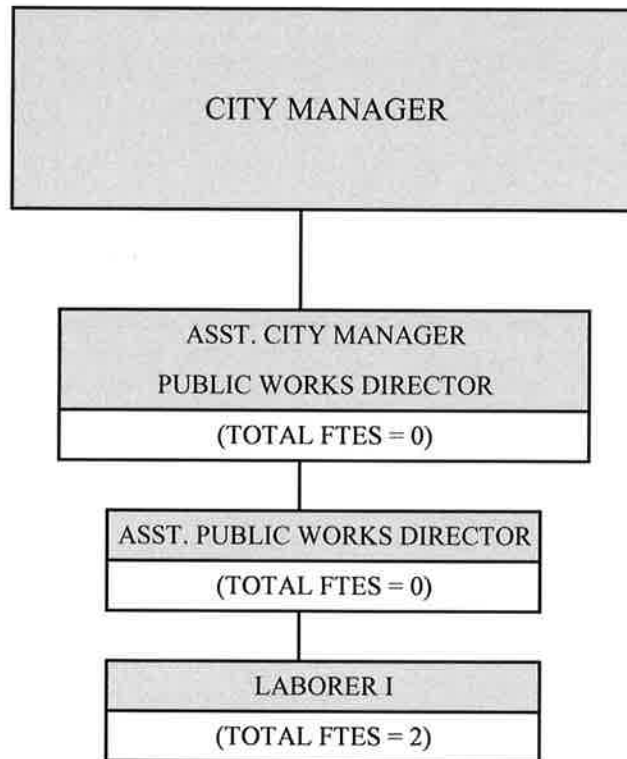 CITY MANAGER
ASST. CITY MANAGER
PUBLIC WORKS DIRECTOR
(TOTAL FTES = 0)
ASST. PUBLIC WORKS DIRECTOR
(TOTAL FTES = 0)
LABORER I
(TOTAL FTES = 2)